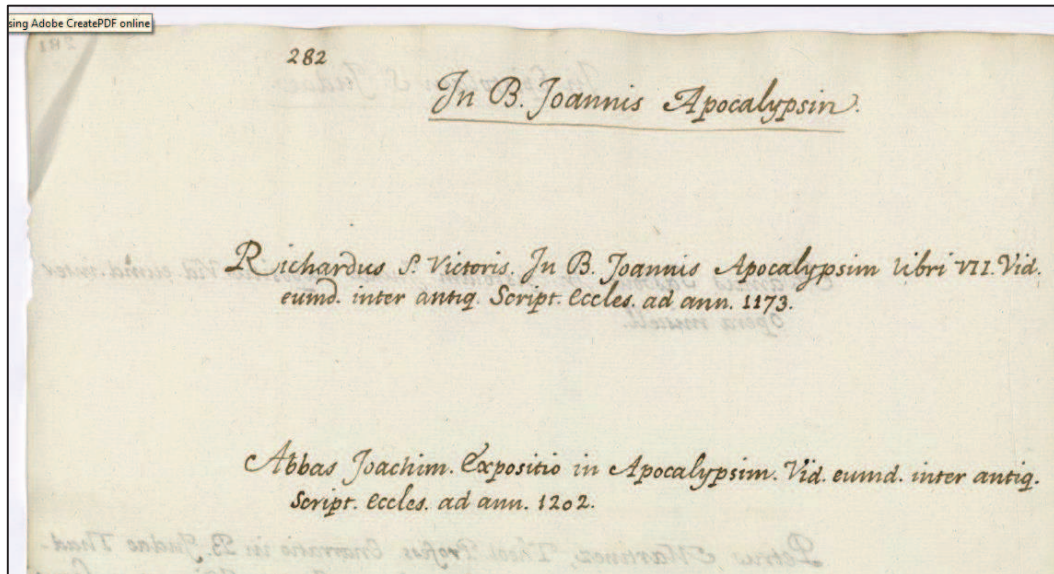 sing Adobe CreatePDF online
282
In B. Joannis Apocalypsin.
Richardus S. Victoris. In B. Joannis Apocalypsim libri VII. Vid.
eumd. inter antiq. Script. Eccles. ad ann. 1173.
Abbas Joachim. Expositio in Apocalypsim. Vid. eumd. inter antiq.
Script. Eccles. ad ann. 1202.